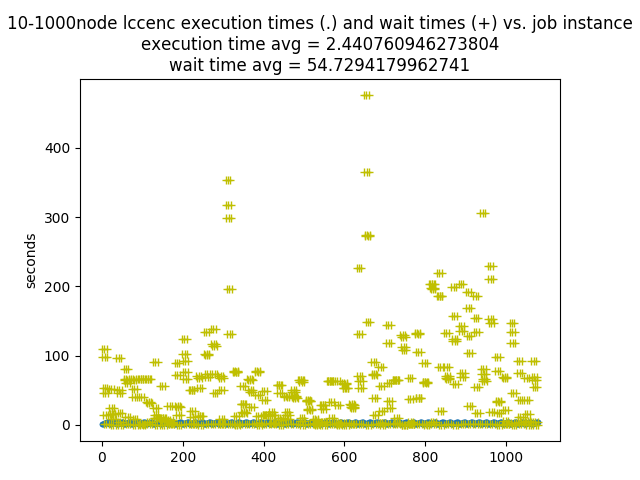 10-1000node lccenc execution times (.) and wait times (+) vs. job instance
execution time avg = 2.440760946273804
wait time avg = 54.7294179962741
400
300
200
100
0
seconds
0 200 400 600 800 1000